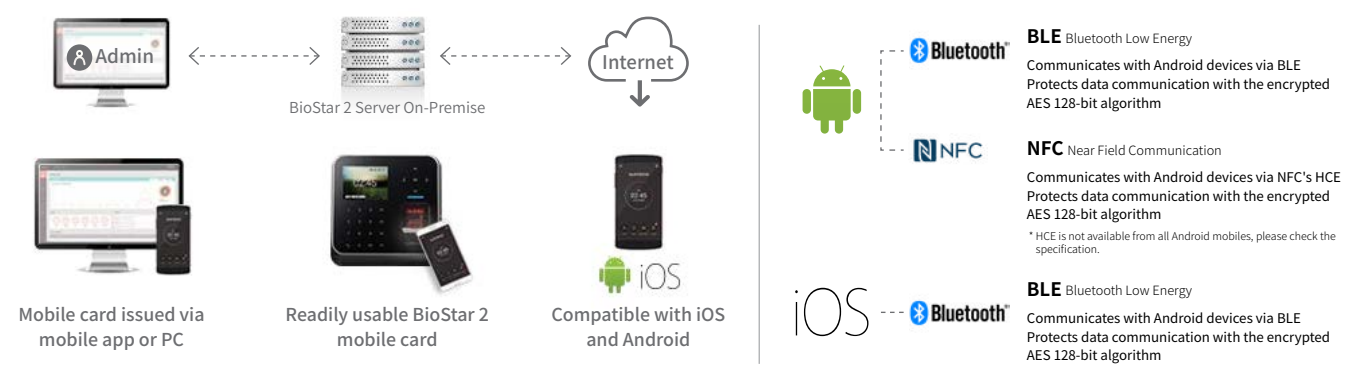 Admin
BioStar 2 Server On-Premise
Internet
02:45
iOS
Mobile card issued via
mobile app or PC
Readily usable BioStar 2
mobile card
Compatible with iOS
and Android
Bluetooth
BLE Bluetooth Low Energy
Communicates with Android devices via BLE
Protects data communication with the encrypted
AES 128-bit algorithm
N NFC
NFC Near Field Communication
Communicates with Android devices via NFC's HCE
Protects data communication with the encrypted
AES 128-bit algorithm
* HCE is not available from all Android mobiles, please check the
specification.
iOS
Bluetooth
BLE Bluetooth Low Energy
Communicates with Android devices via BLE
Protects data communication with the encrypted
AES 128-bit algorithm